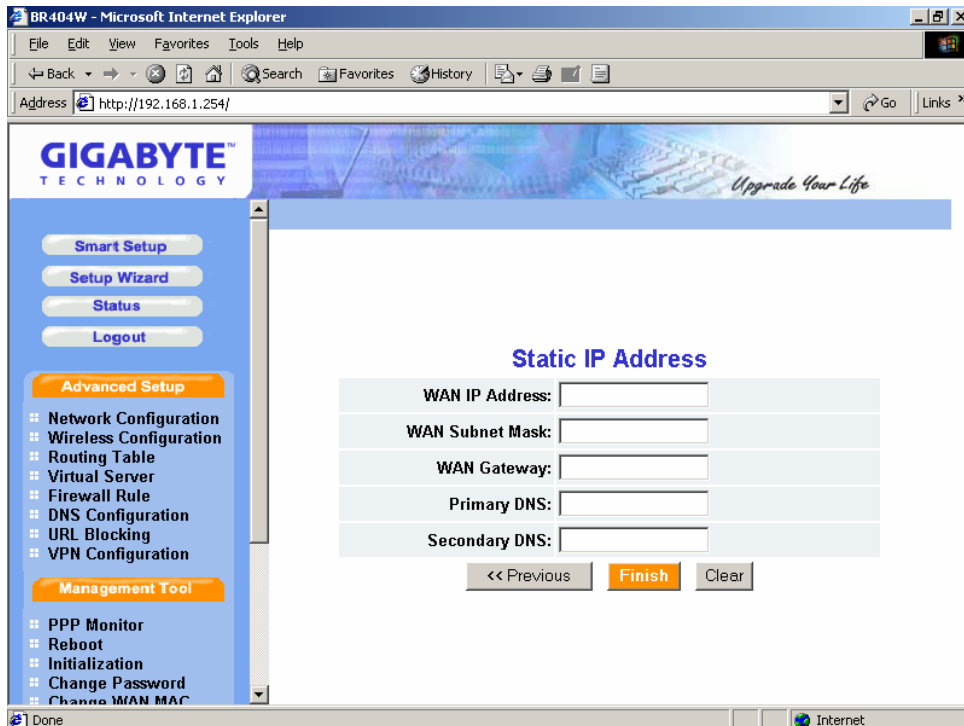 BR404W - Microsoft Internet Explorer
File Edit View Favorites Tools Help
Back Search Favorites History
Address http://192.168.1.254/ Go Links »
GIGABYTE™
TECHNOLOGY
Upgrade Your Life
Smart Setup
Setup Wizard
Status
Logout
Advanced Setup
Network Configuration
Wireless Configuration
Routing Table
Virtual Server
Firewall Rule
DNS Configuration
URL Blocking
VPN Configuration
Management Tool
PPP Monitor
Reboot
Initialization
Change Password
Change WAN MAC
Static IP Address
WAN IP Address:
WAN Subnet Mask:
WAN Gateway:
Primary DNS:
Secondary DNS:
<< Previous Finish Clear
Done Internet